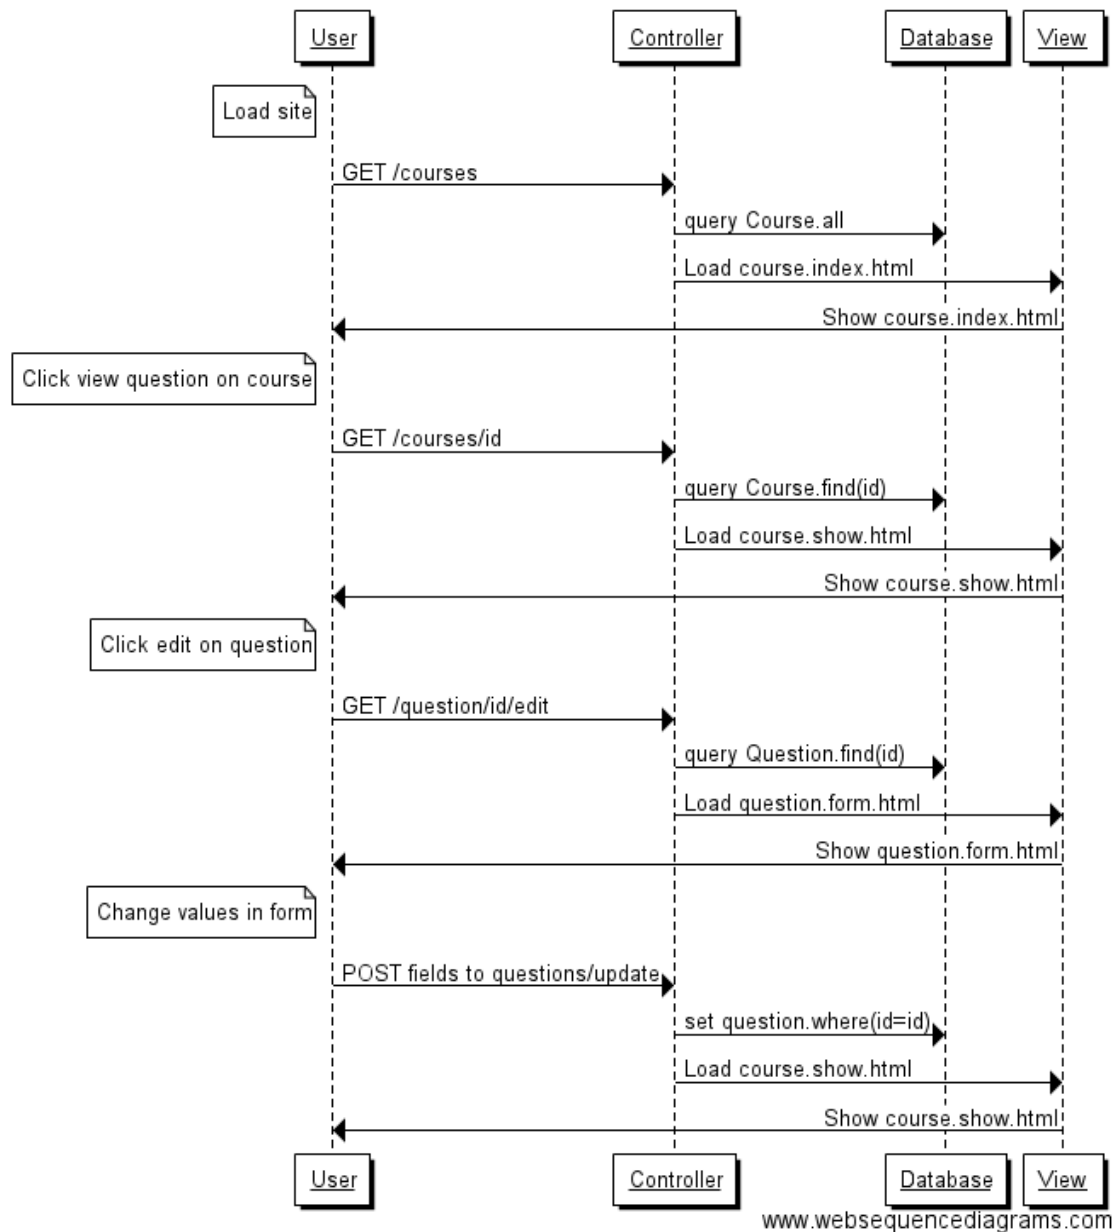 User Controller Database View
Load site
GET /courses
query Course.all
Load course.index.html
Show course.index.html
Click view question on course
GET /courses/id
query Course.find(id)
Load course.show.html
Show course.show.html
Click edit on question
GET /question/id/edit
query Question.find(id)
Load question.form.html
Show question.form.html
Change values in form
POST fields to questions/update
set question.where(id=id)
Load course.show.html
Show course.show.html
User Controller Database View
www.websequencediagrams.com